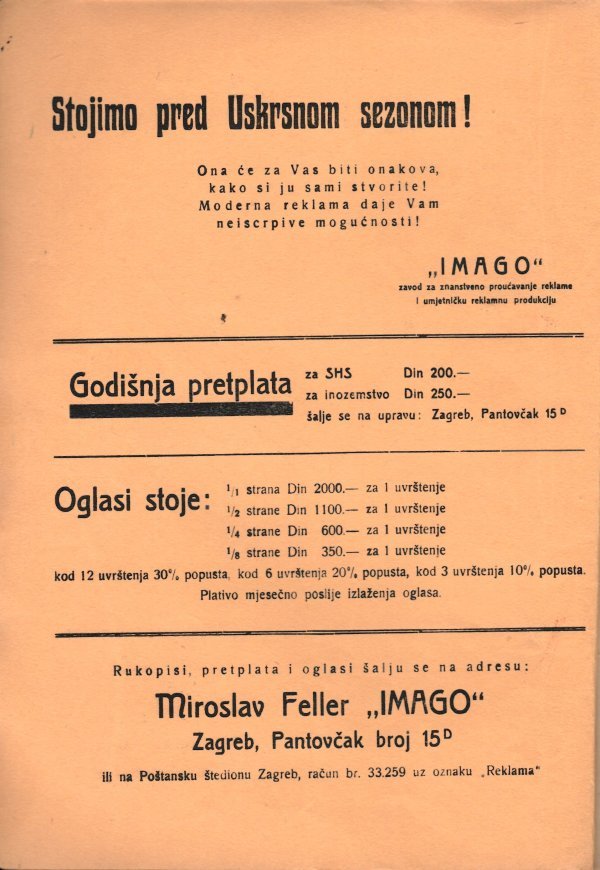 Stojimo pred Uskrsnom sezonom!
Ona će za Vas biti onakova,
kako si ju sami stvorite!
Moderna reklama daje Vam
neiscrpive mogućnosti!
„IMAGO“
zavod za znanstveno proučavanje reklame
i umjetničku reklamnu produkciju
Godišnja pretplata
za SHS Din 200.—
za inozemstvo Din 250.—
šalje se na upravu: Zagreb, Pantovčak 15 D
Oglasi stoje:
1/1 strana Din 2000.— za 1 uvrštenje
1/2 strane Din 1100.— za 1 uvrštenje
1/4 strane Din 600.— za 1 uvrštenje
1/8 strane Din 350.— za 1 uvrštenje
kod 12 uvrštenja 30% popusta, kod 6 uvrštenja 20% popusta, kod 3 uvrštenja 10% popusta.
Plativo mjesečno poslije izlaženja oglasa.
Rukopisi, pretplata i oglasi šalju se na adresu:
Miroslav Feller „IMAGO“
Zagreb, Pantovčak broj 15 D
ili na Poštansku štedionu Zagreb, račun br. 33.259 uz oznaku „Reklama“